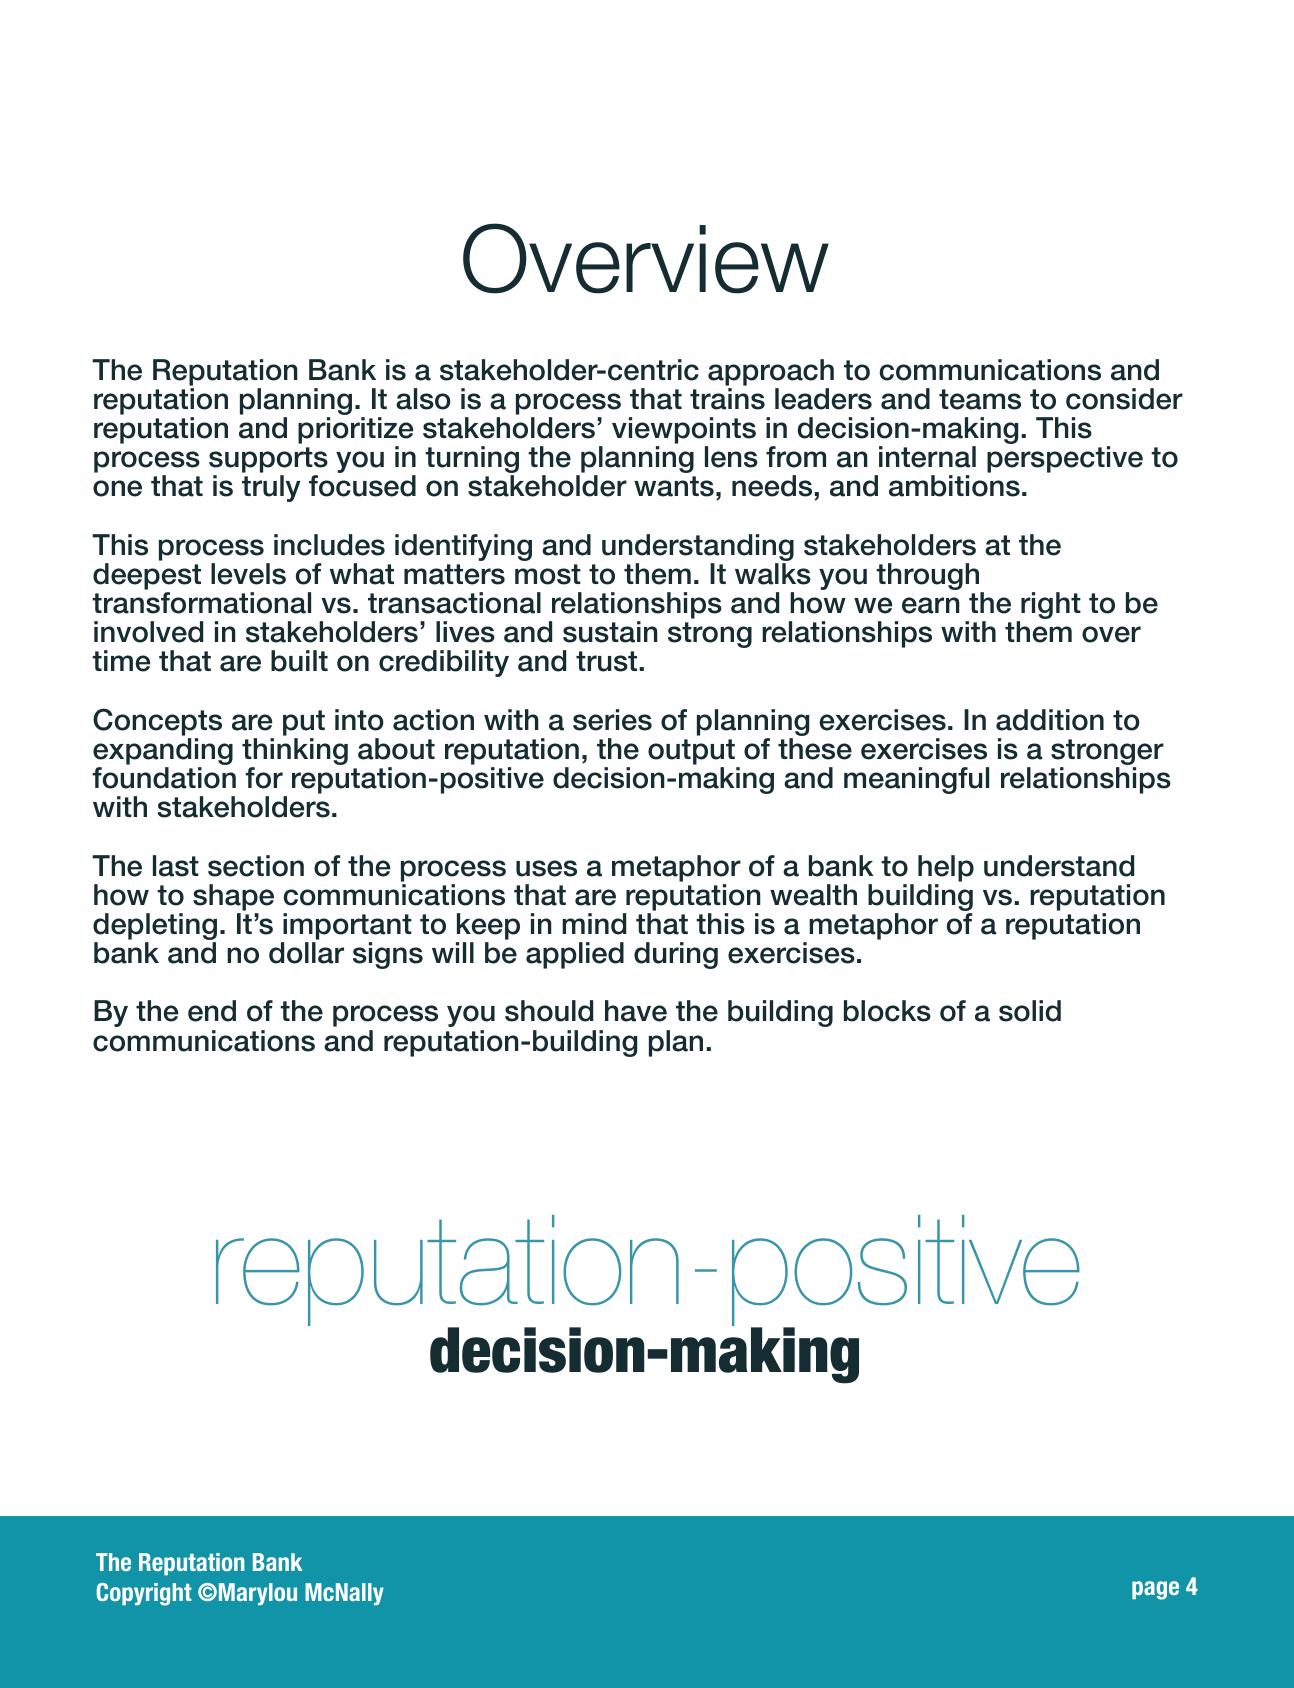 Overview
The Reputation Bank is a stakeholder-centric approach to communications and
reputation planning. It also is a process that trains leaders and teams to consider
reputation and prioritize stakeholders’ viewpoints in decision-making. This
process supports you in turning the planning lens from an internal perspective to
one that is truly focused on stakeholder wants, needs, and ambitions.
This process includes identifying and understanding stakeholders at the
deepest levels of what matters most to them. It walks you through
transformational vs. transactional relationships and how we earn the right to be
involved in stakeholders’ lives and sustain strong relationships with them over
time that are built on credibility and trust.
Concepts are put into action with a series of planning exercises. In addition to
expanding thinking about reputation, the output of these exercises is a stronger
foundation for reputation-positive decision-making and meaningful relationships
with stakeholders.
The last section of the process uses a metaphor of a bank to help understand
how to shape communications that are reputation wealth building vs. reputation
depleting. It’s important to keep in mind that this is a metaphor of a reputation
bank and no dollar signs will be applied during exercises.
By the end of the process you should have the building blocks of a solid
communications and reputation-building plan.
reputation-positive
decision-making
The Reputation Bank
Copyright ©Marylou McNally
page 4